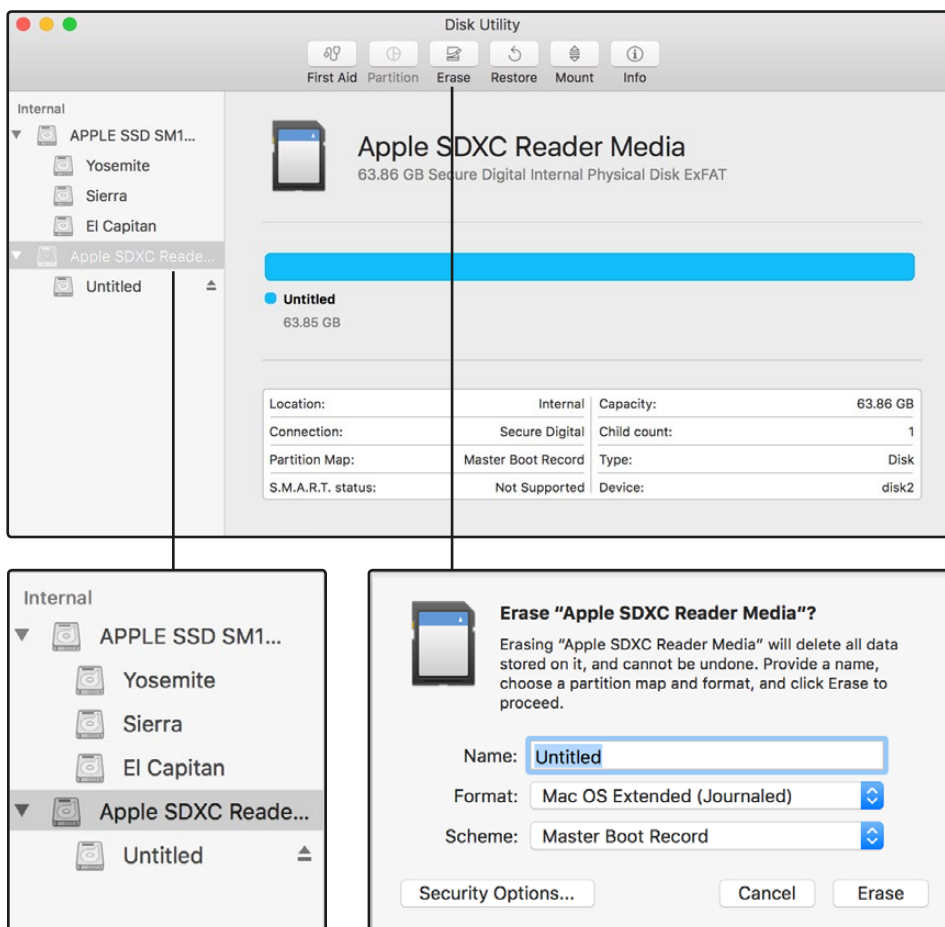 Disk Utility
First Aid Partition Erase Restore Mount Info
Internal
APPLE SSD SM1...
Yosemite
Sierra
El Capitan
Apple SDXC Reade...
Untitled
Apple SDXC Reader Media
63.86 GB Secure Digital Internal Physical Disk ExFAT
Untitled
63.85 GB
Location: Internal Capacity: 63.86 GB
Connection: Secure Digital Child count: 1
Partition Map: Master Boot Record Type: Disk
S.M.A.R.T. status: Not Supported Device: disk2
Internal
APPLE SSD SM1...
Yosemite
Sierra
El Capitan
Apple SDXC Reade...
Untitled
Erase “Apple SDXC Reader Media”?
Erasing “Apple SDXC Reader Media” will delete all data
stored on it, and cannot be undone. Provide a name,
choose a partition map and format, and click Erase to
proceed.
Name: Untitled
Format: Mac OS Extended (Journaled)
Scheme: Master Boot Record
Security Options... Cancel Erase